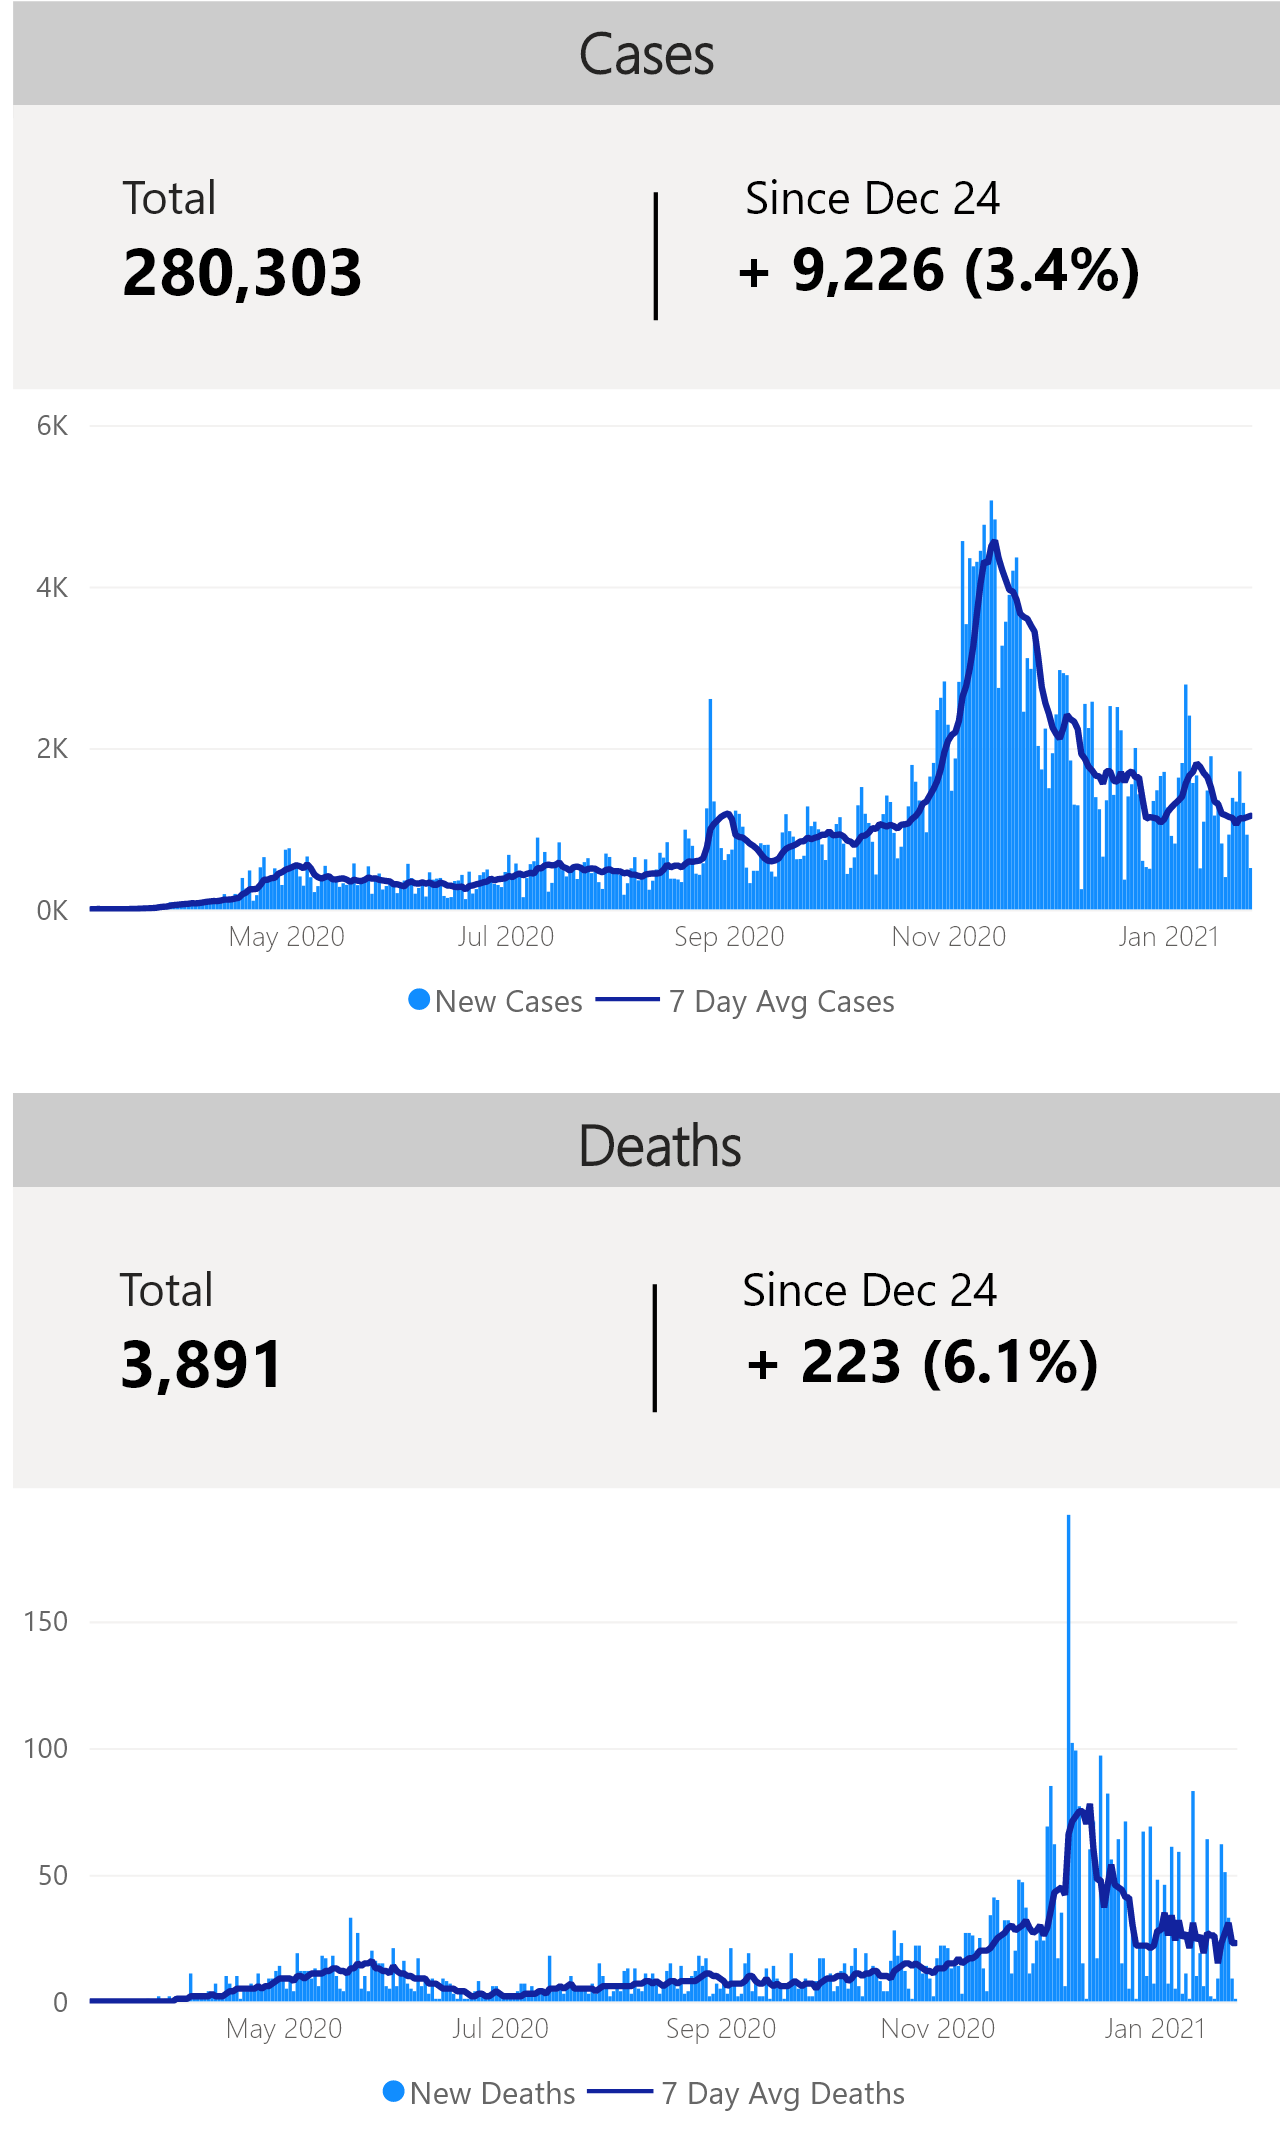 Cases
Total
Since Dec 24
280,303
+ 9,226 (3.4%)
6K
4K
2K
0K
May 2020
Jul 2020
Sep 2020
Nov 2020
Jan 2021
New Cases
7 Day Avg Cases
Deaths
Total
Since Dec 24
3,891
+ 223 (6.1%)
150
100
50
0
May 2020
Jul 2020
Sep 2020
Nov 2020
Jan 2021
New Deaths
7 Day Avg Deaths